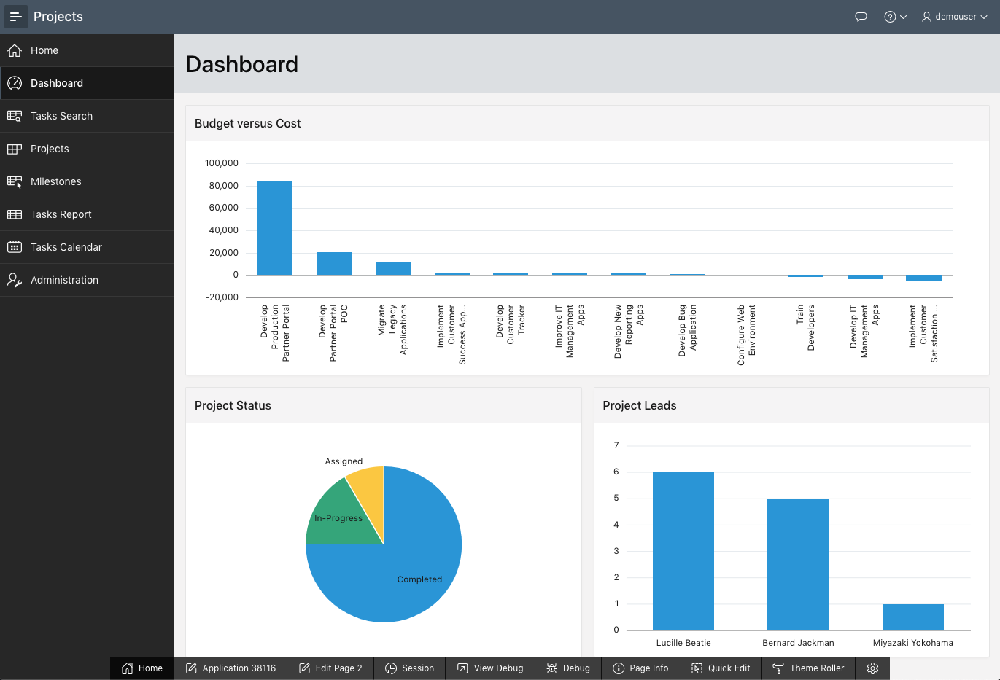 Projects
demouser
Home
Dashboard
Tasks Search
Projects
Milestones
Tasks Report
Tasks Calendar
Administration
Dashboard
Budget versus Cost
100,000
80,000
60,000
40,000
20,000
0
-20,000
Develop
Production
Partner Portal
Develop
Partner Portal
POC
Migrate
Legacy
Applications
Implement
Customer
Success App...
Develop
Customer
Tracker
Improve IT
Management
Apps
Develop New
Reporting
Apps
Develop Bug
Application
Configure Web
Environment
Train
Developers
Develop IT
Management
Apps
Implement
Customer
Satisfaction ...
Project Status
Assigned
In-Progress
Completed
Project Leads
7
6
5
4
3
2
1
0
Lucille Beatie
Bernard Jackman
Miyazaki Yokohama
Home
Application 38116
Edit Page 2
Session
View Debug
Debug
Page Info
Quick Edit
Theme Roller